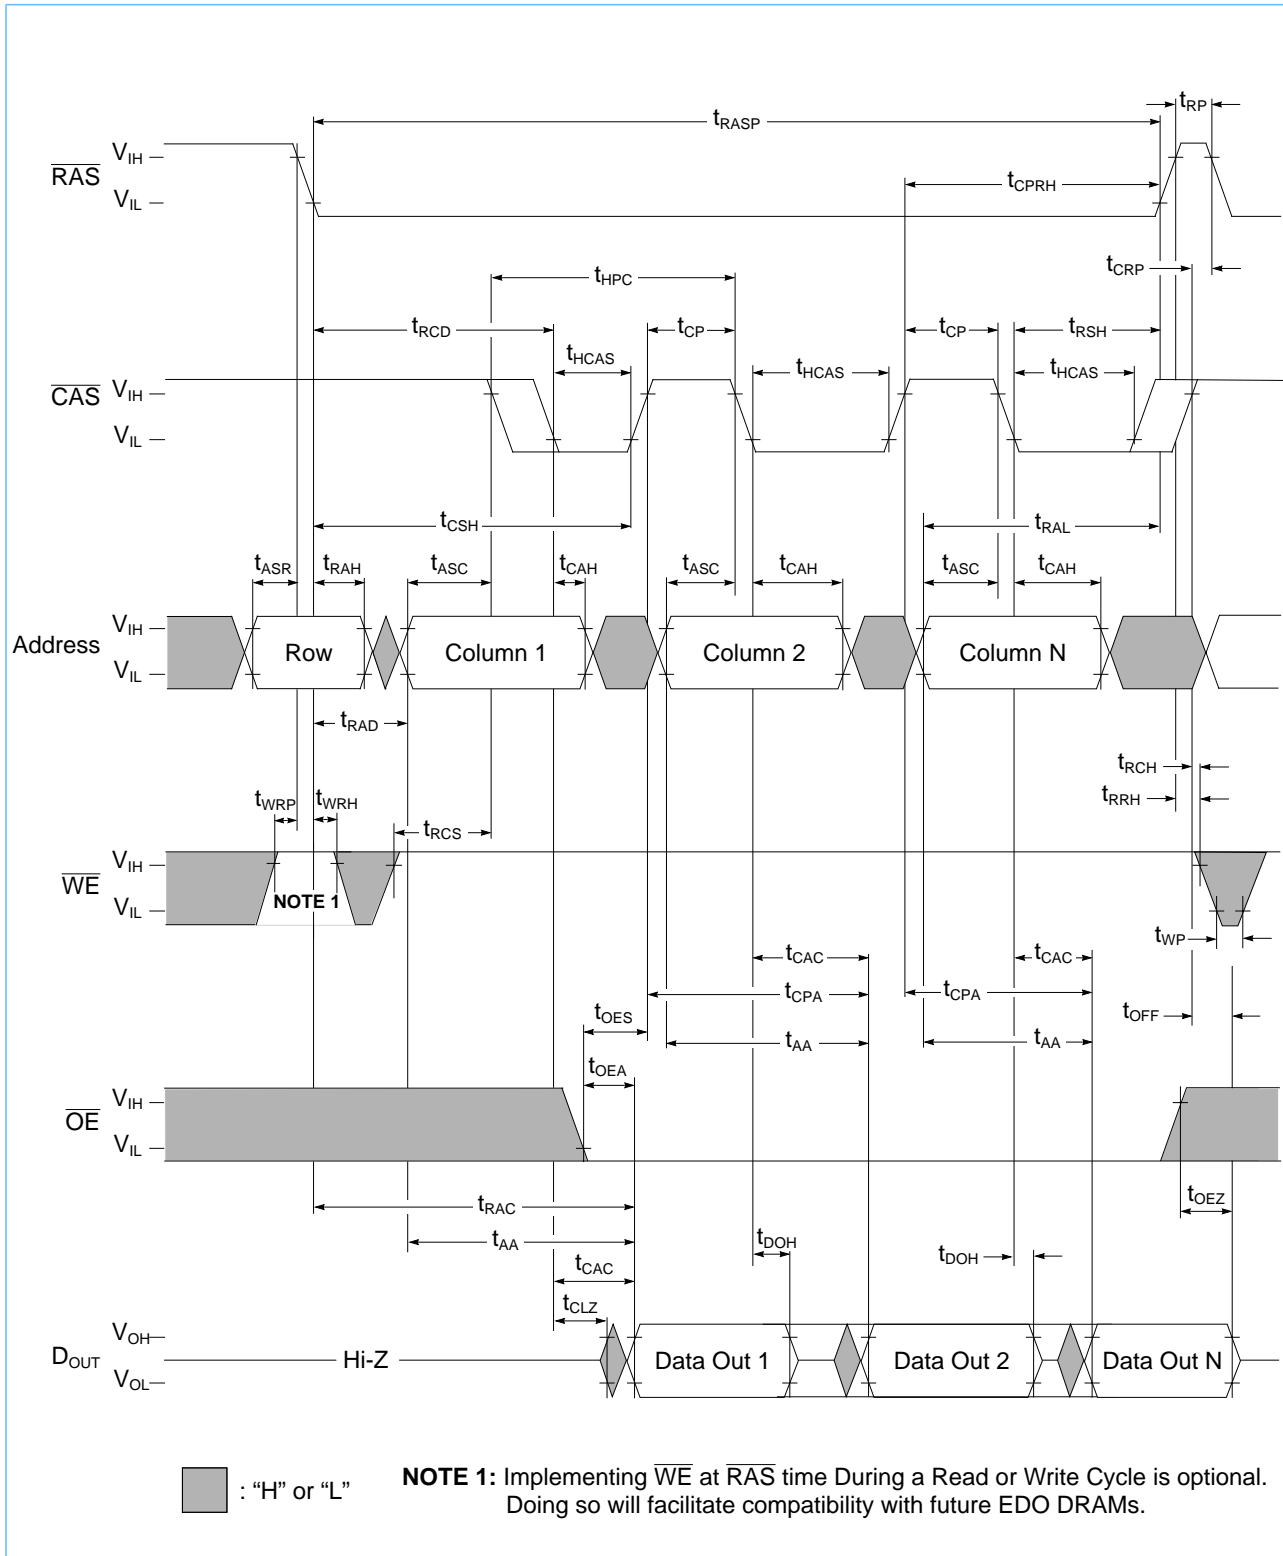 tRP
tRASP
VIH
RAS
tCPRH
VIL
tCRP
tHPC
tRCD
tCP
tCP
tRSH
tHCAS
tHCAS
tHCAS
VIH
CAS
VIL
tCSH
tRAL
tASR
tRAH
tASC
tCAH
tASC
tCAH
tASC
tCAH
VIH
Address
Row
Column 1
Column 2
Column N
VIL
tRAD
tRCH
tRRH
tWRP
tWRH
tRCS
VIH
WE
NOTE 1
VIL
tWP
tCAC
tCAC
tCPA
tCPA
tOES
tOFF
tAA
tAA
tOEA
VIH
OE
VIL
tRAC
tOEZ
tAA
tDOH
tDOH
tCAC
tCLZ
VOH
DOUT
Hi-Z
Data Out 1
Data Out 2
Data Out N
VOL
: “H” or “L”
NOTE 1: Implementing WE at RAS time During a Read or Write Cycle is optional.
Doing so will facilitate compatibility with future EDO DRAMs.